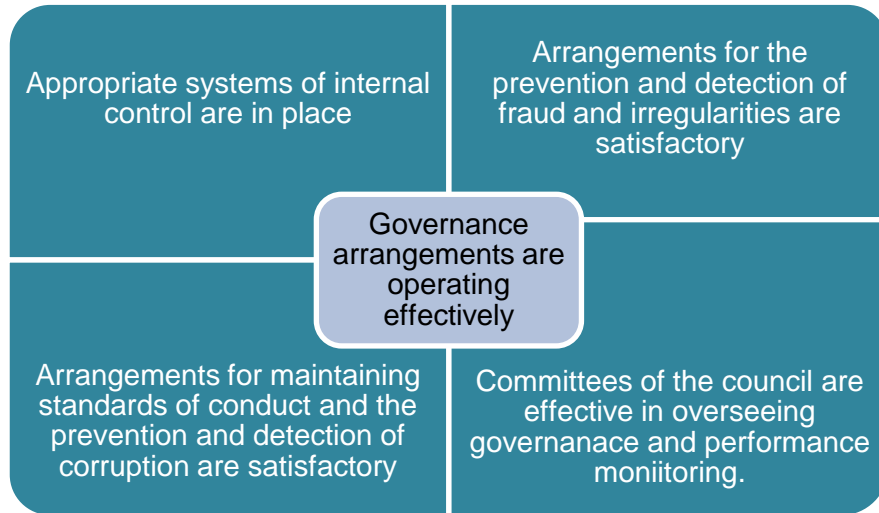 Appropriate systems of internal
control are in place
Arrangements for the
prevention and detection of
fraud and irregularities are
satisfactory
Governance
arrangements are
operating
effectively
Arrangements for maintaining
standards of conduct and the
prevention and detection of
corruption are satisfactory
Committees of the council are
effective in overseeing
governanace and performance
moniitoring.